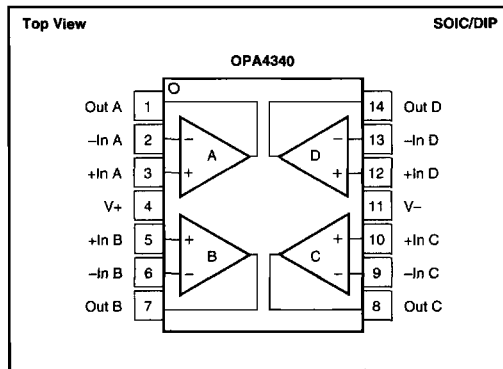 Top View SOIC/DIP
OPA4340
Out A 1 14 Out D
–In A 2 – – 13 –In D
A D
+In A 3 + + 12 +In D
V+ 4 11 V–
+In B 5 + + 10 +In C
B C
–In B 6 – – 9 –In C
Out B 7 8 Out C